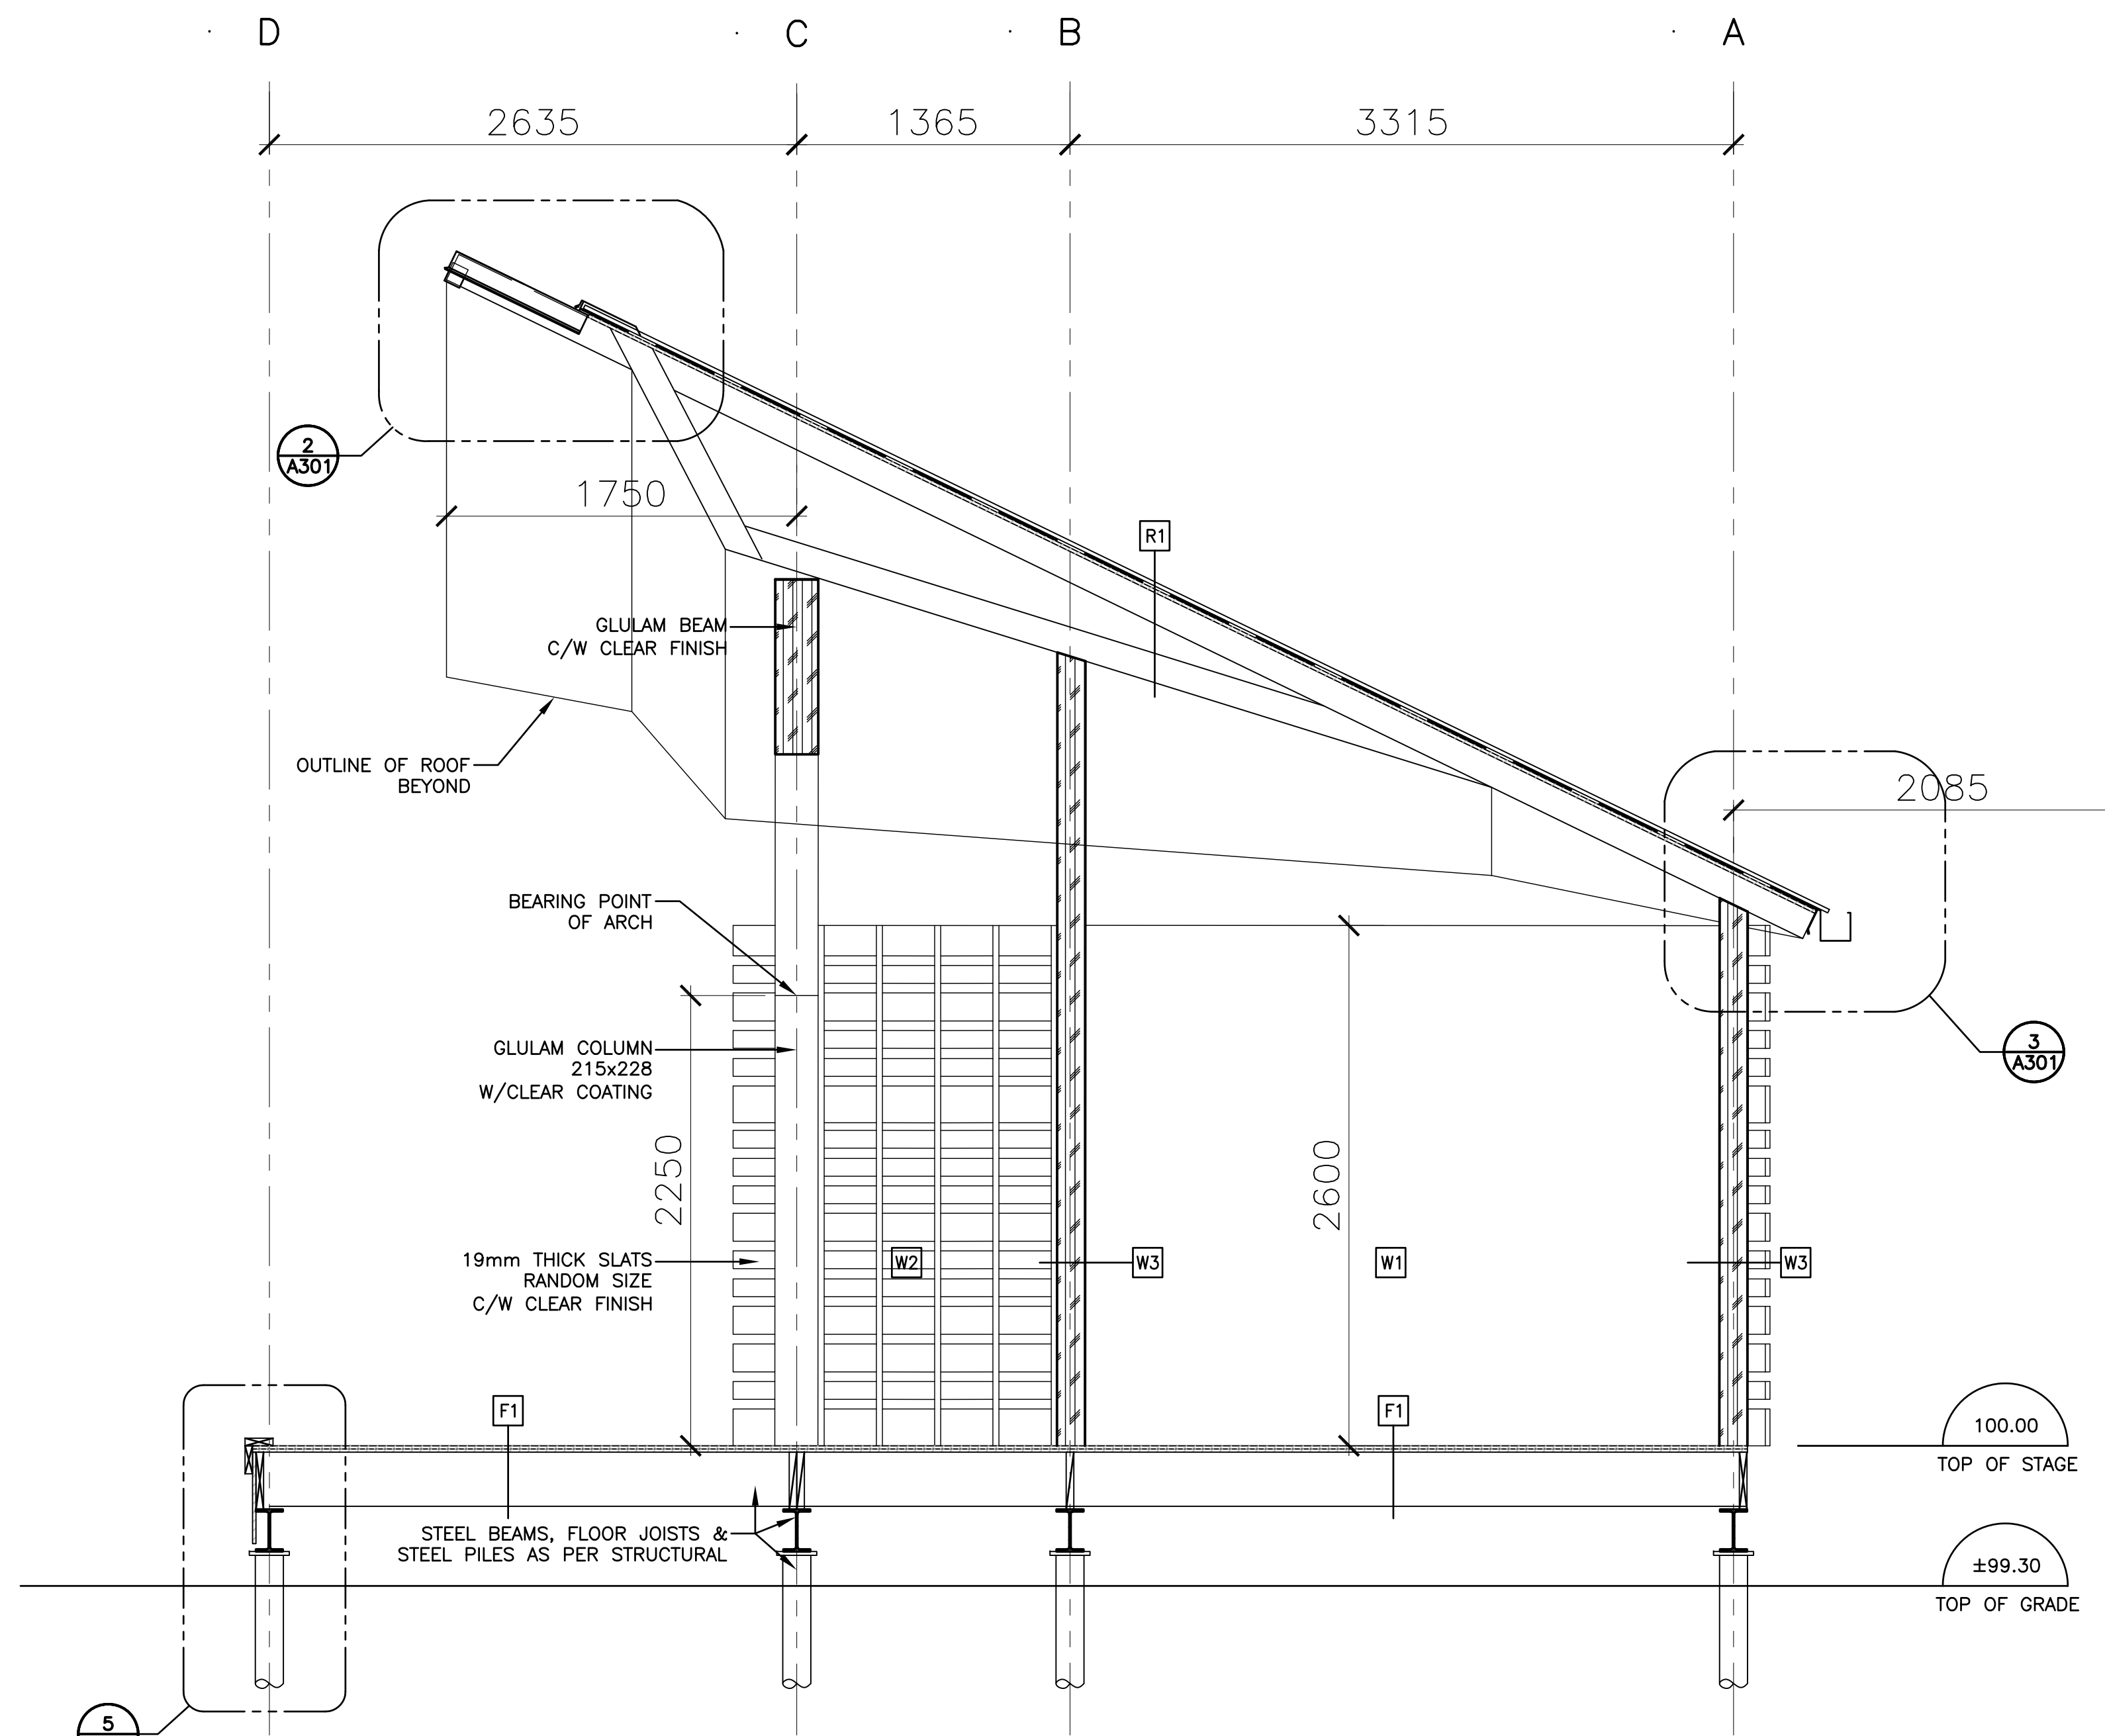 D C B A
2635 1365 3315
2
A301
1750
R1
GLULAM BEAM
C/W CLEAR FINISH
OUTLINE OF ROOF
BEYOND
2085
BEARING POINT
OF ARCH
GLULAM COLUMN
215x228
W/CLEAR COATING
3
A301
2250
2600
19mm THICK SLATS
RANDOM SIZE
C/W CLEAR FINISH
W2
W3
W1
W3
F1
F1
100.00
TOP OF STAGE
STEEL BEAMS, FLOOR JOISTS &
STEEL PILES AS PER STRUCTURAL
±99.30
TOP OF GRADE
5